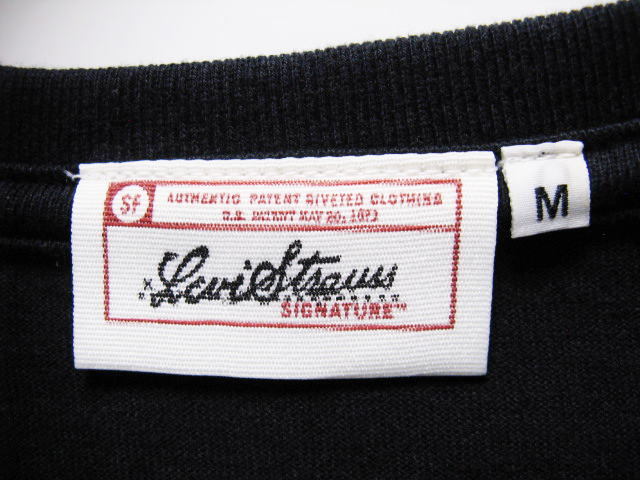 SF
AUTHENTIC PATENT RIVETED CLOTHING
U.S. PATENT MAY 20, 1873
Levi Strauss
SIGNATURE™
M